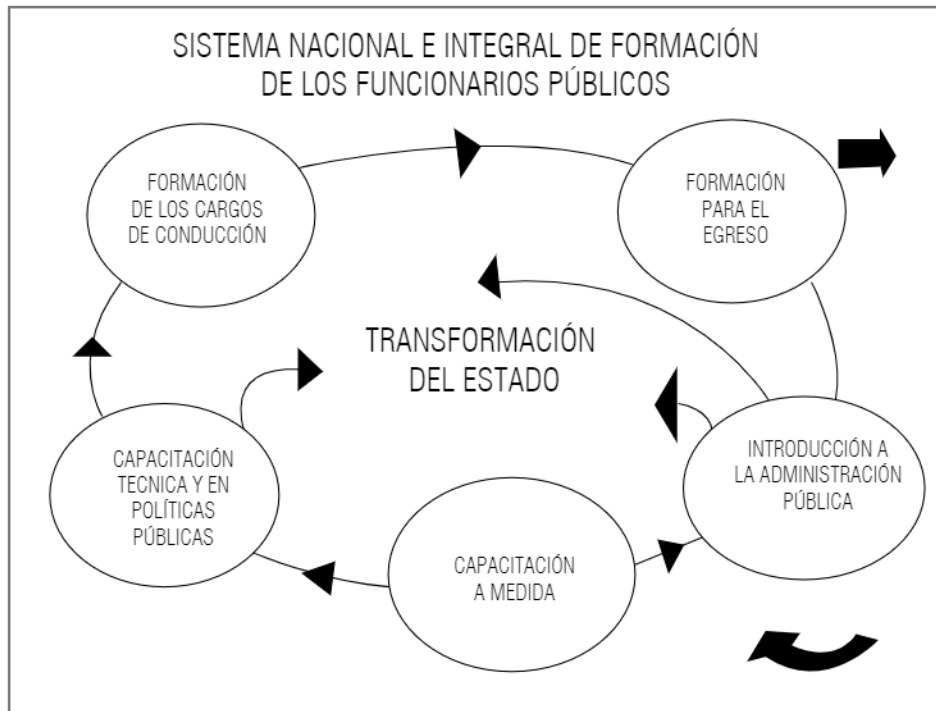 SISTEMA NACIONAL E INTEGRAL DE FORMACIÓN
DE LOS FUNCIONARIOS PÚBLICOS
FORMACIÓN
DE LOS CARGOS
DE CONDUCCIÓN
FORMACIÓN
PARA EL
EGRESO
TRANSFORMACIÓN
DEL ESTADO
CAPACITACIÓN
TECNICA Y EN
POLÍTICAS
PÚBLICAS
CAPACITACIÓN
A MEDIDA
INTRODUCCIÓN A
LA ADMINISTRACIÓN
PÚBLICA